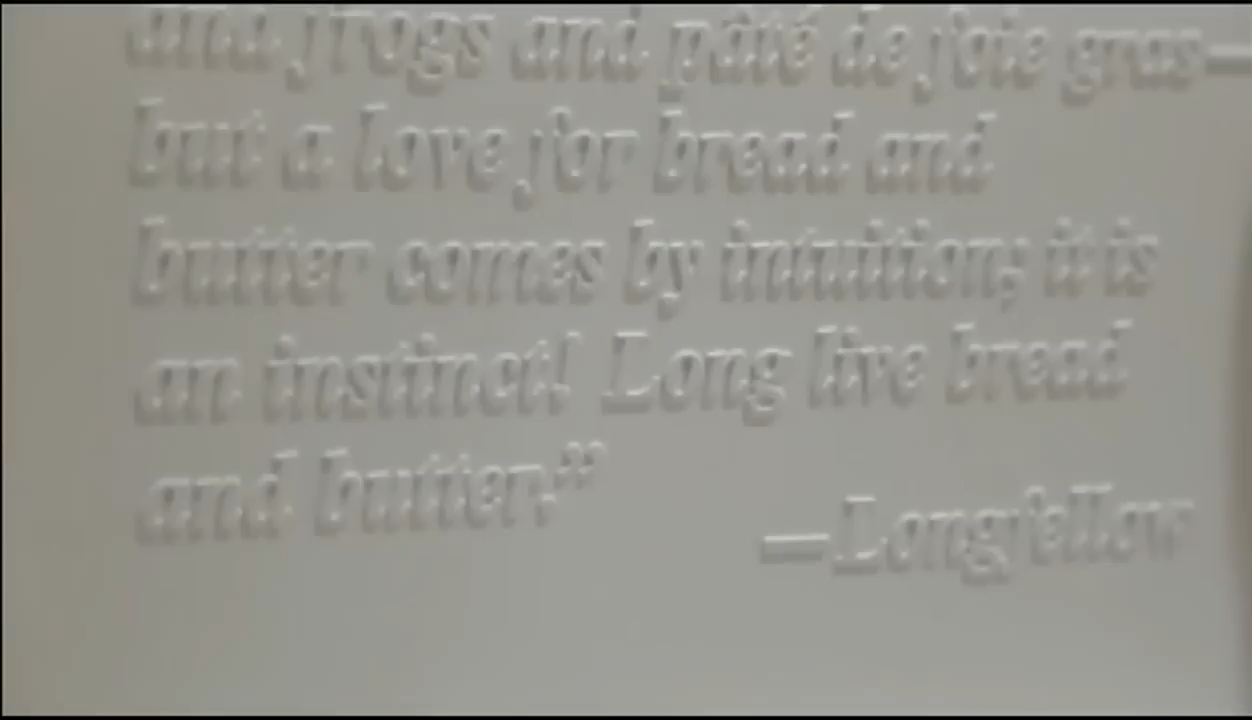 and frogs and pâté de foie gras—
but a love for bread and
butter comes by intuition; it is
an instinct! Long live bread
and butter.”
—Longfellow